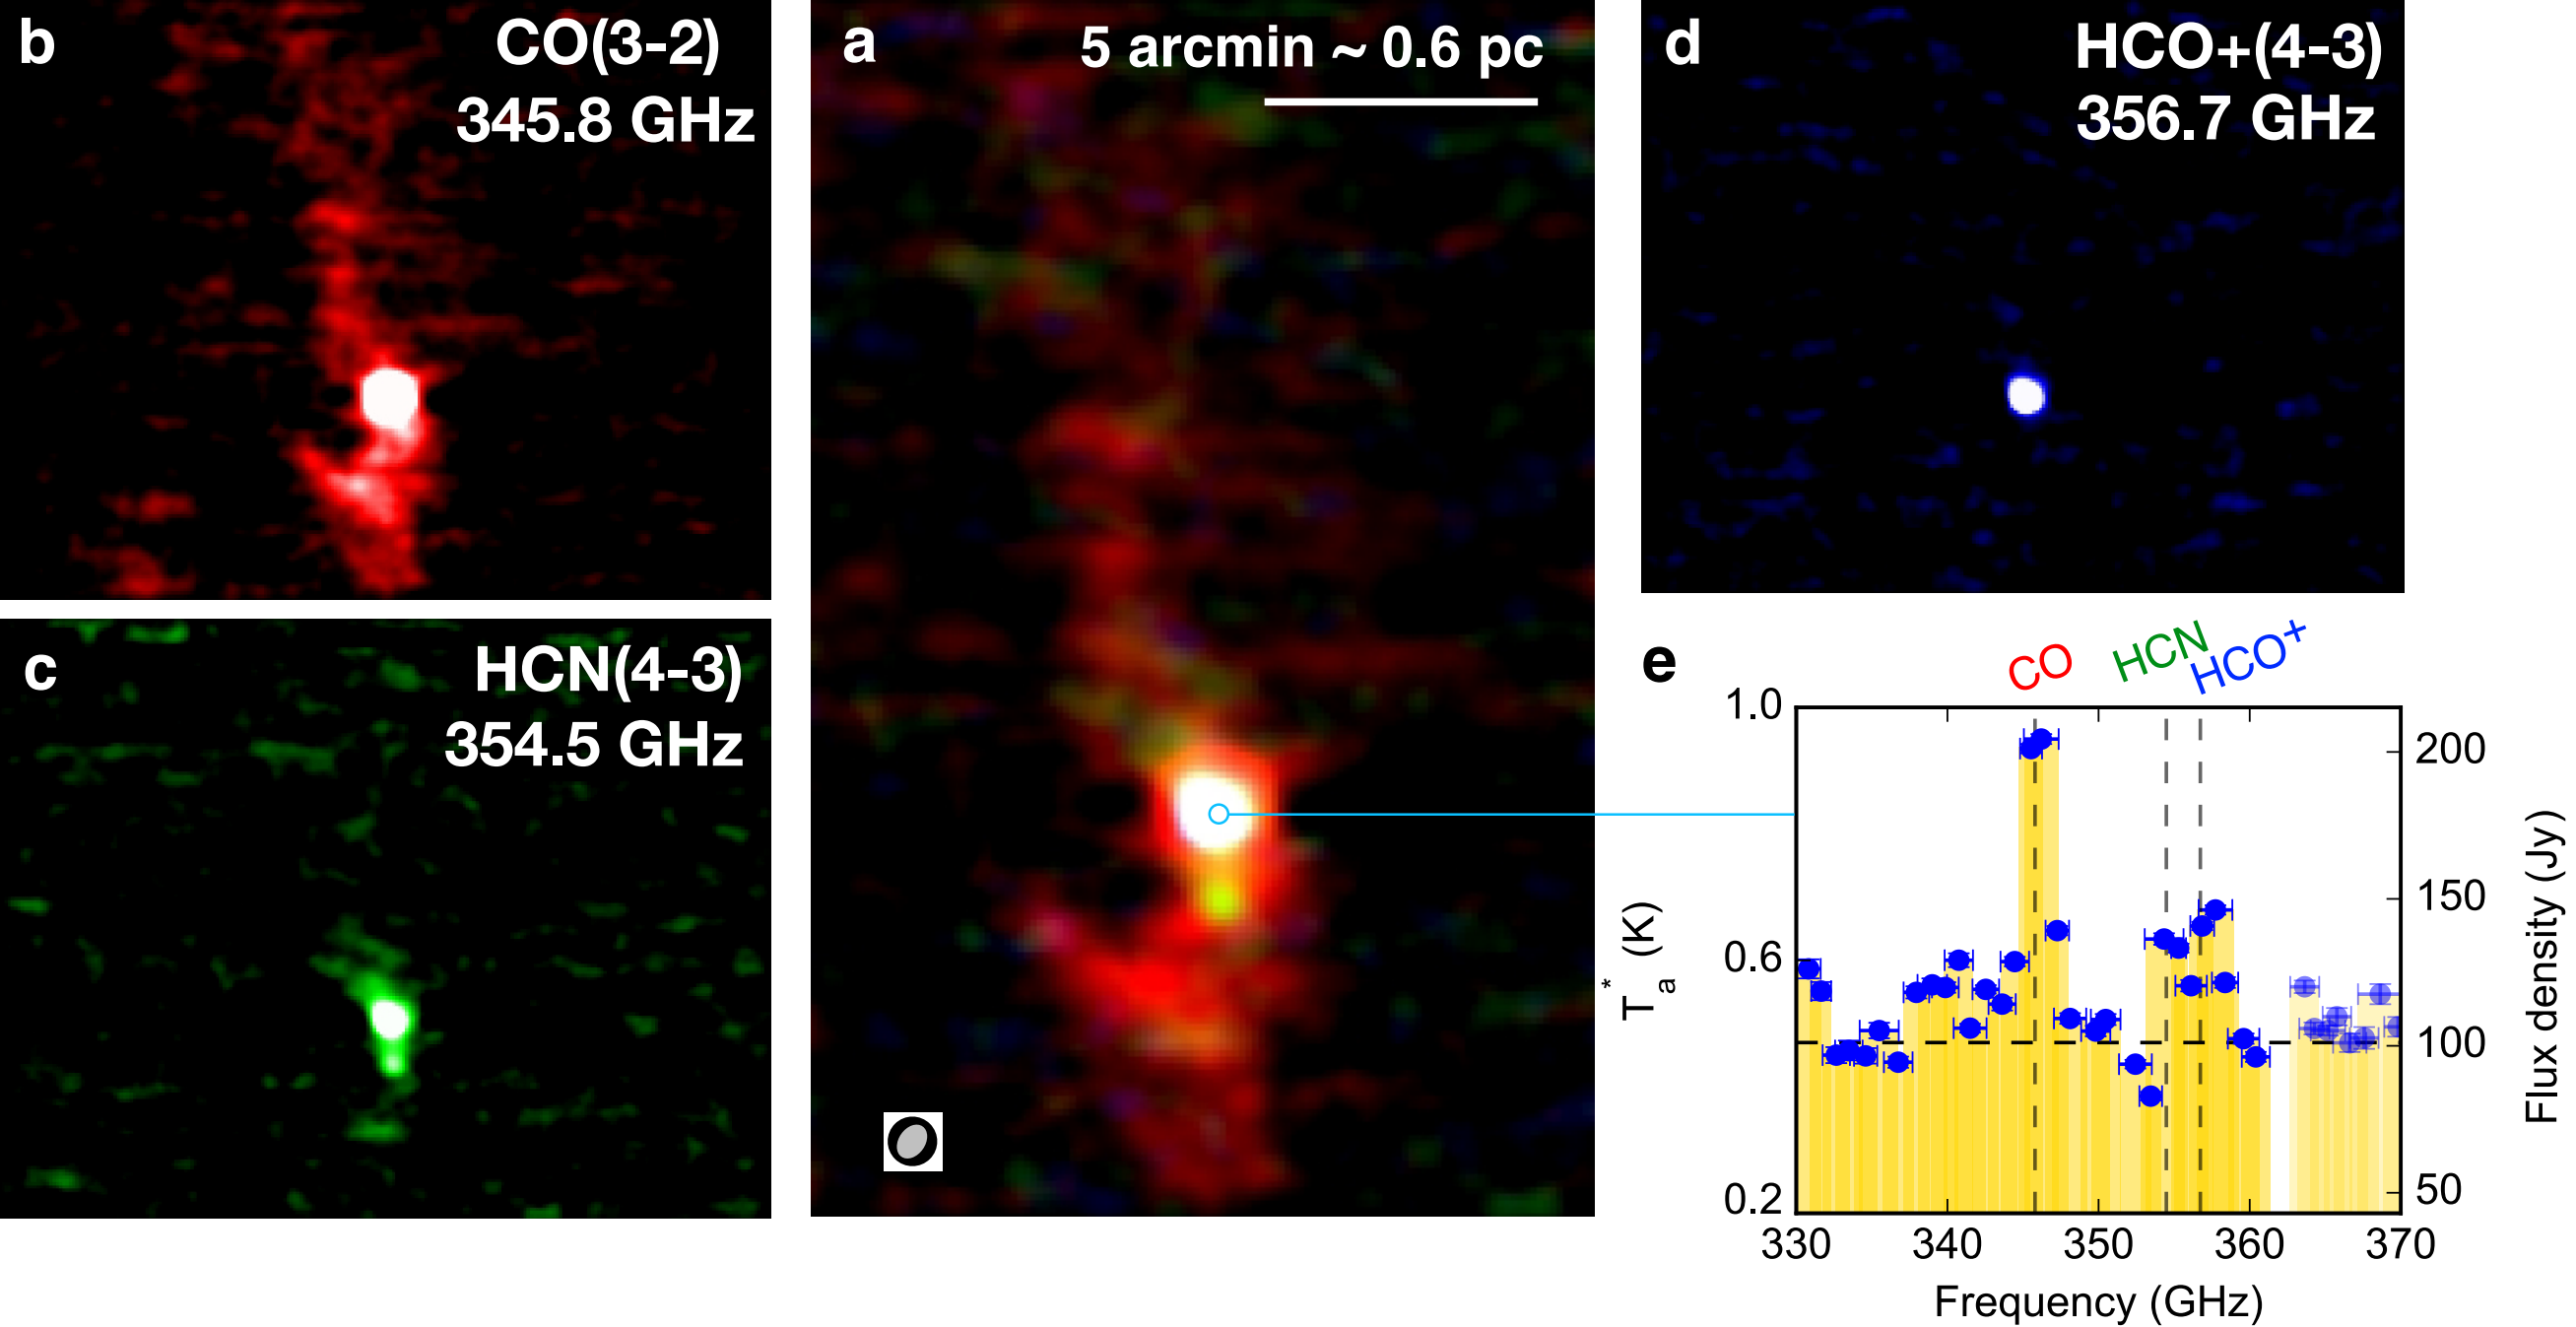 b
CO(3-2)
345.8 GHz
a
5 arcmin ~ 0.6 pc
d
HCO+(4-3)
356.7 GHz
c
HCN(4-3)
354.5 GHz
e
CO
HCN
HCO+
1.0
0.6
0.2
T*a (K)
200
150
100
50
Flux density (Jy)
330 340 350 360 370
Frequency (GHz)